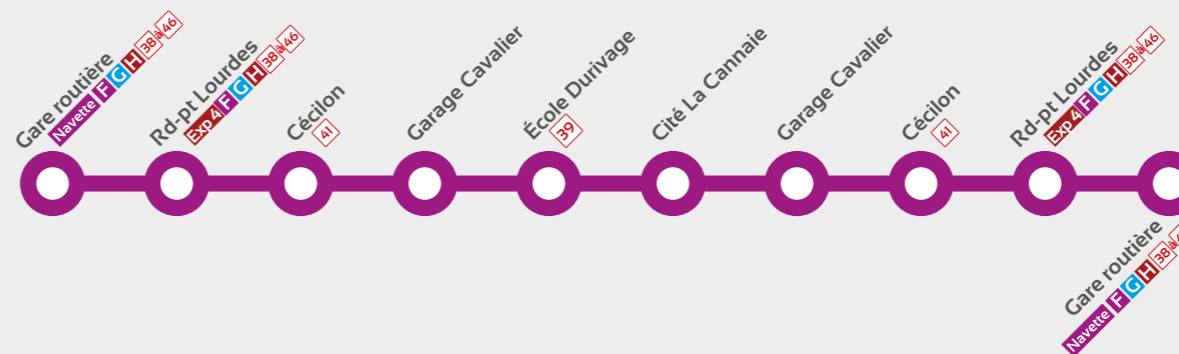 Gare routière
Navette F G H 38 à 46
Rd-pt Lourdes
Exp 4 F G H 38 à 46
Cécilon
41
Garage Cavalier
École Durivage
39
Cité La Cannaie
Garage Cavalier
Cécilon
41
Rd-pt Lourdes
Exp 4 F G H 38 à 46
Gare routière
Navette F G H 38 à